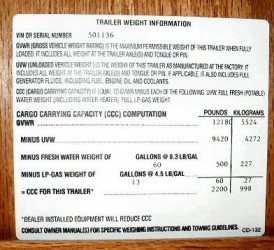 TRAILER WEIGHT INFORMATION
VIN OR SERIAL NUMBER 501136
GVWR (GROSS VEHICLE WEIGHT RATING) IS THE MAXIMUM PERMISSIBLE WEIGHT OF THIS TRAILER WHEN FULLY
LOADED. IT INCLUDES ALL WEIGHT AT THE TRAILER AXLE(S) AND TONGUE OR PIN.
UVW (UNLOADED VEHICLE WEIGHT) IS THE WEIGHT OF THIS TRAILER AS MANUFACTURED AT THE FACTORY. IT
INCLUDES ALL WEIGHT AT THE TRAILER AXLE(S) AND TONGUE OR PIN. IF APPLICABLE, IT ALSO INCLUDES FULL
GENERATOR FLUIDS, INCLUDING FUEL, ENGINE OIL AND COOLANTS.
CCC (CARGO CARRYING CAPACITY) IS EQUAL TO GVWR MINUS EACH OF THE FOLLOWING: UVW, FULL FRESH (POTABLE)
WATER WEIGHT (INCLUDING WATER HEATER), FULL LP-GAS WEIGHT.
CARGO CARRYING CAPACITY (CCC) COMPUTATION POUNDS KILOGRAMS
GVWR 12180 5524
MINUS UVW 9420 4272
MINUS FRESH WATER WEIGHT OF GALLONS @ 8.3 LB/GAL
60 500 227
MINUS LP-GAS WEIGHT OF GALLONS @ 4.5 LB/GAL
13 60 27
= CCC FOR THIS TRAILER* 2200 998
*DEALER INSTALLED EQUIPMENT WILL REDUCE CCC
CONSULT OWNER MANUAL(S) FOR SPECIFIC WEIGHING INSTRUCTIONS AND TOWING GUIDELINES. CD-132